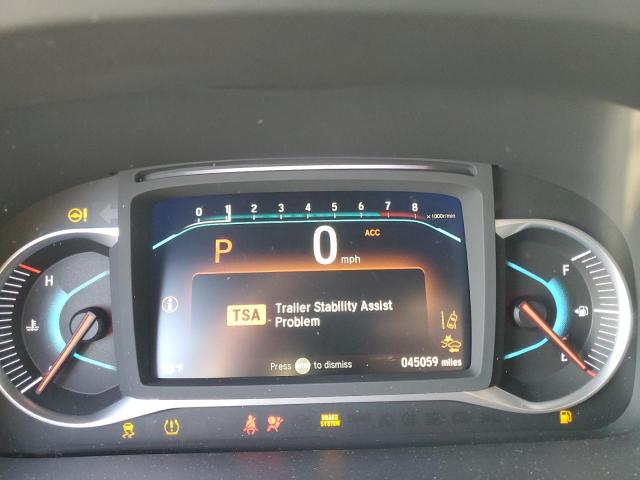 0 1 2 3 4 5 6 7 8 x1000r/min
P 0 mph ACC
H
F
TSA Trailer Stability Assist
Problem
E
Press to dismiss
045059 miles
BRAKE
SYSTEM